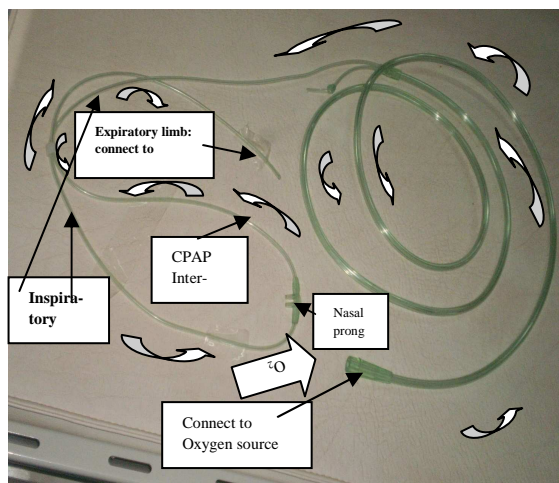 Expiratory limb:
connect to
CPAP
Inter-
Inspira-
tory
Nasal
prong
O2
Connect to
Oxygen source